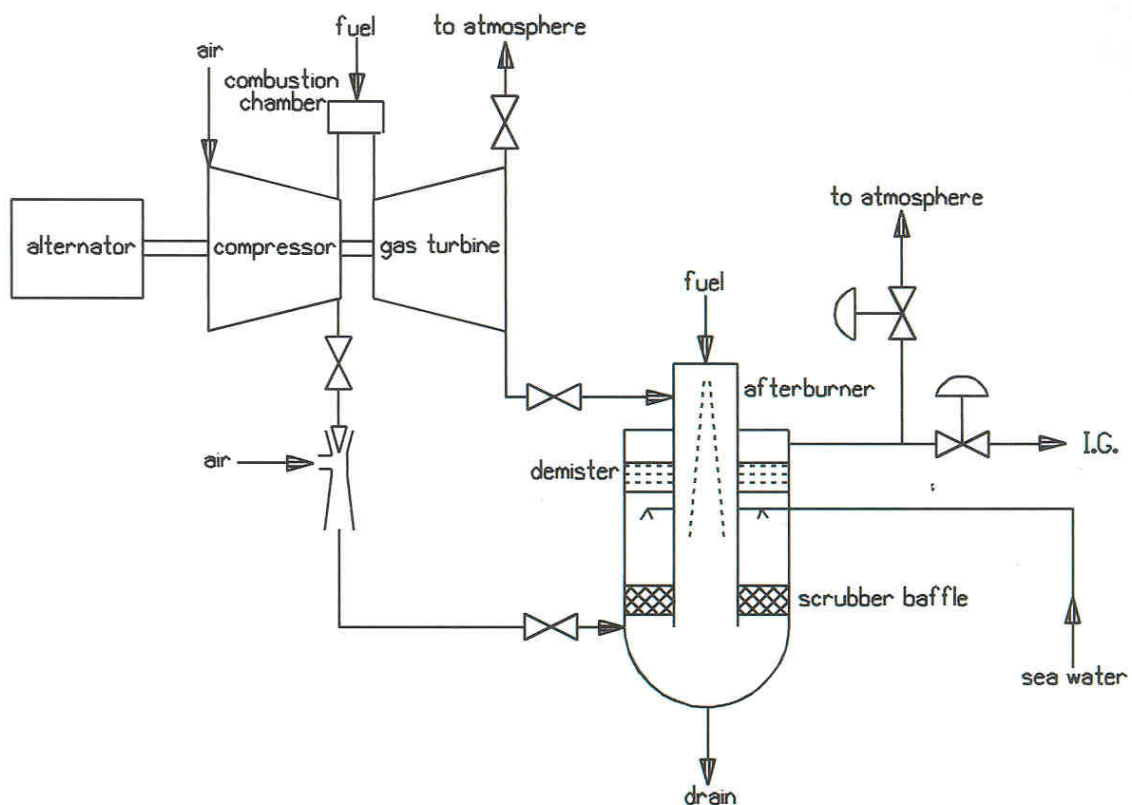 fuel
to atmosphere
air
combustion
chamber
to atmosphere
alternator
compressor
gas turbine
fuel
afterburner
air
demister
I.G.
scrubber baffle
sea water
drain